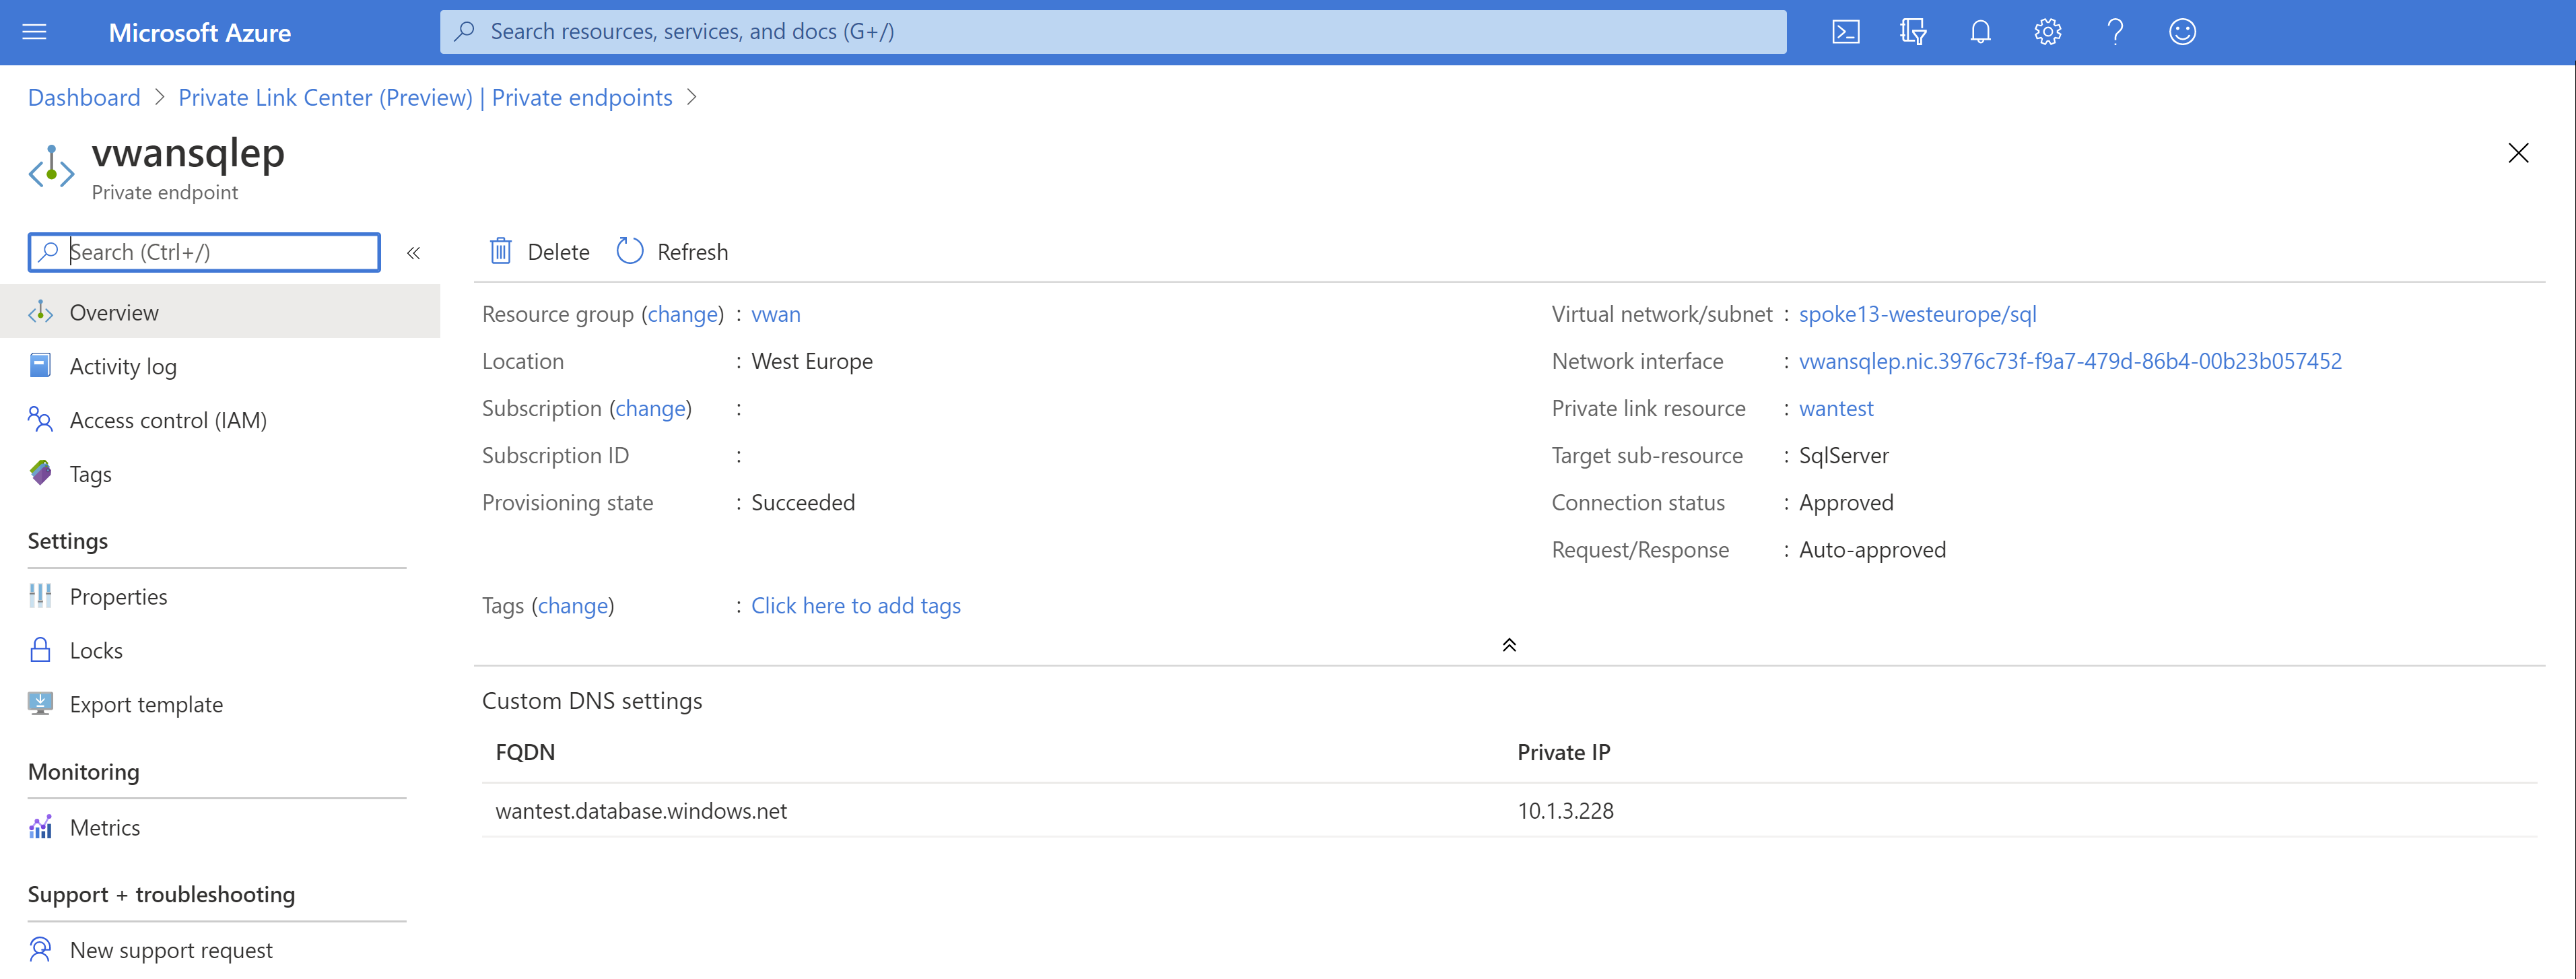 Microsoft Azure
Search resources, services, and docs (G+/)
Dashboard > Private Link Center (Preview) | Private endpoints >
vwansqlep
Private endpoint
Search (Ctrl+/)
«
Overview
Activity log
Access control (IAM)
Tags
Settings
Properties
Locks
Export template
Monitoring
Metrics
Support + troubleshooting
New support request
Delete Refresh
Resource group (change) : vwan
Location : West Europe
Subscription (change) :
Subscription ID :
Provisioning state : Succeeded
Tags (change) : Click here to add tags
Virtual network/subnet : spoke13-westeurope/sql
Network interface : vwansqlep.nic.3976c73f-f9a7-479d-86b4-00b23b057452
Private link resource : wantest
Target sub-resource : SqlServer
Connection status : Approved
Request/Response : Auto-approved
Custom DNS settings
FQDN Private IP
wantest.database.windows.net 10.1.3.228